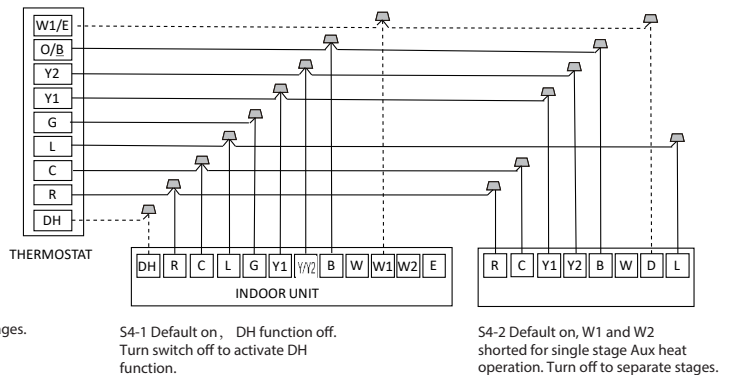 W1/E
O/B
Y2
Y1
G
L
C
R
DH
THERMOSTAT
DH R C L G Y1 Y/Y2 B W W1 W2 E
INDOOR UNIT
R C Y1 Y2 B W D L
ges.
S4-1 Default on， DH function off.
Turn switch off to activate DH
function.
S4-2 Default on, W1 and W2
shorted for single stage Aux heat
operation. Turn off to separate stages.